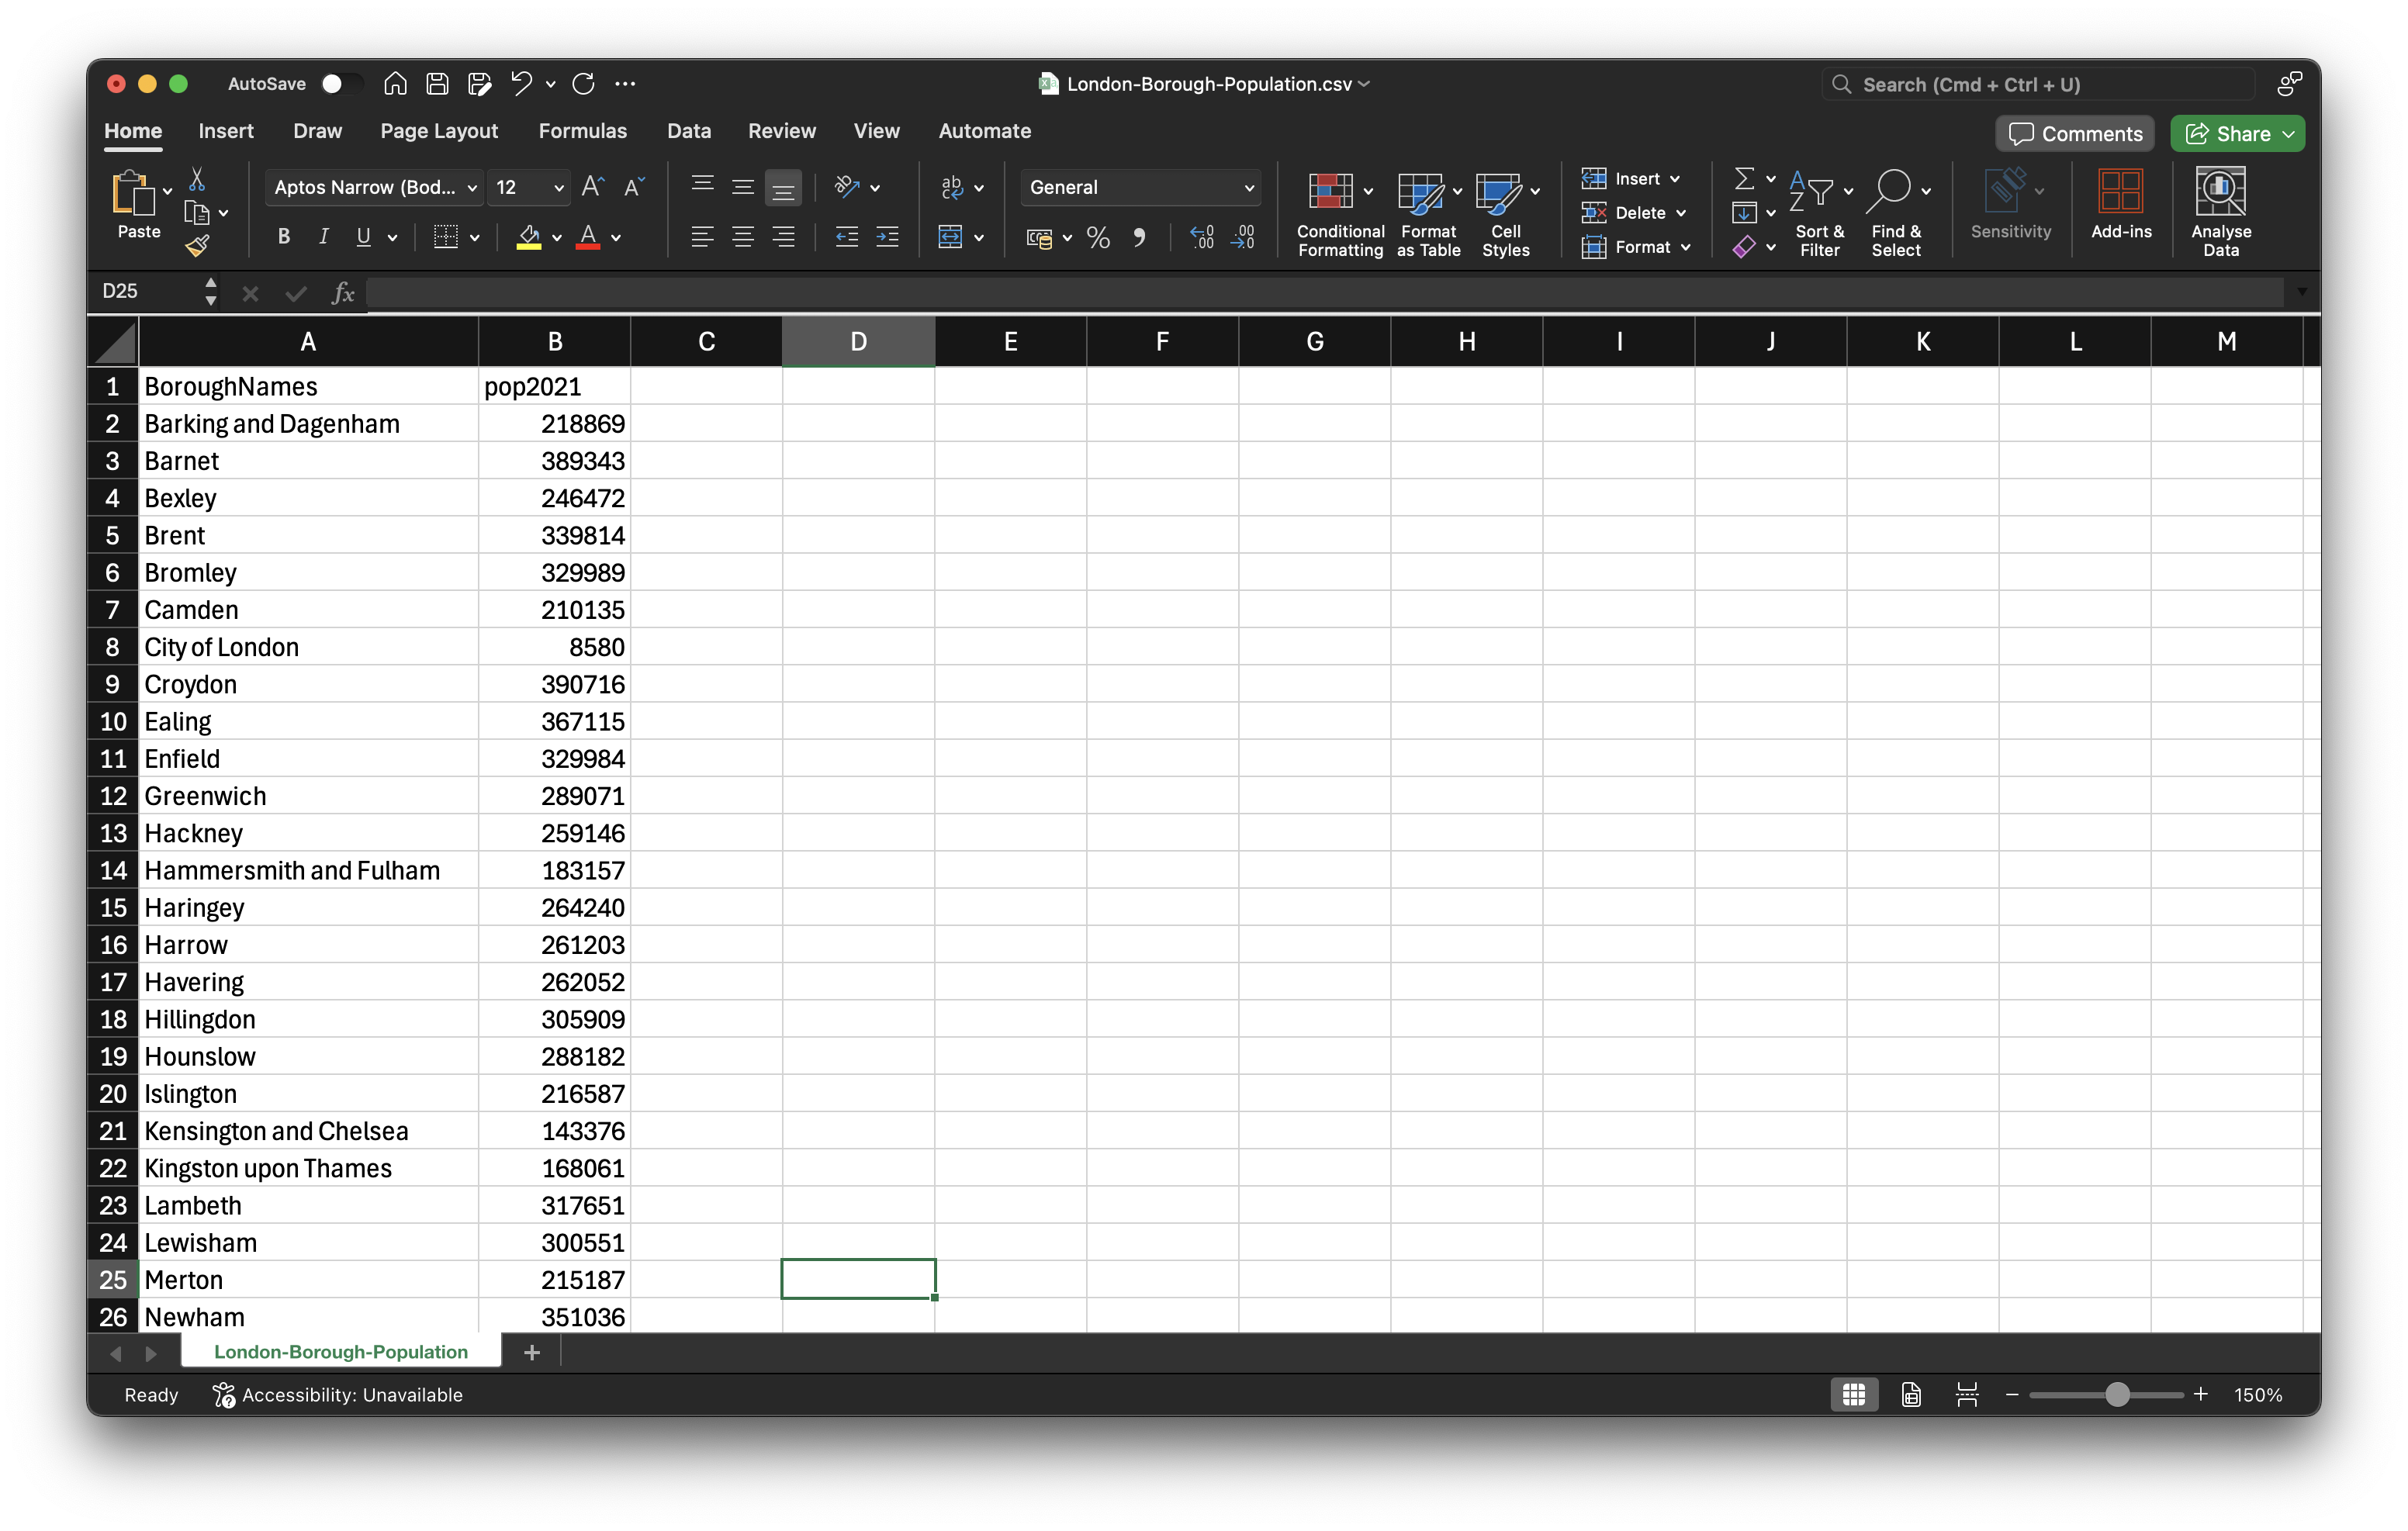 AutoSave London-Borough-Population.csv Search (Cmd + Ctrl + U)
Home Insert Draw Page Layout Formulas Data Review View Automate Comments Share
Paste Aptos Narrow (Bod... 12 General Conditional Formatting Format as Table Cell Styles Insert Delete Format Sort & Filter Find & Select Sensitivity Add-ins Analyse Data
D25 fx
A B C D E F G H I J K L M
1 BoroughNames pop2021
2 Barking and Dagenham 218869
3 Barnet 389343
4 Bexley 246472
5 Brent 339814
6 Bromley 329989
7 Camden 210135
8 City of London 8580
9 Croydon 390716
10 Ealing 367115
11 Enfield 329984
12 Greenwich 289071
13 Hackney 259146
14 Hammersmith and Fulham 183157
15 Haringey 264240
16 Harrow 261203
17 Havering 262052
18 Hillingdon 305909
19 Hounslow 288182
20 Islington 216587
21 Kensington and Chelsea 143376
22 Kingston upon Thames 168061
23 Lambeth 317651
24 Lewisham 300551
25 Merton 215187
26 Newham 351036
London-Borough-Population +
Ready Accessibility: Unavailable 150%